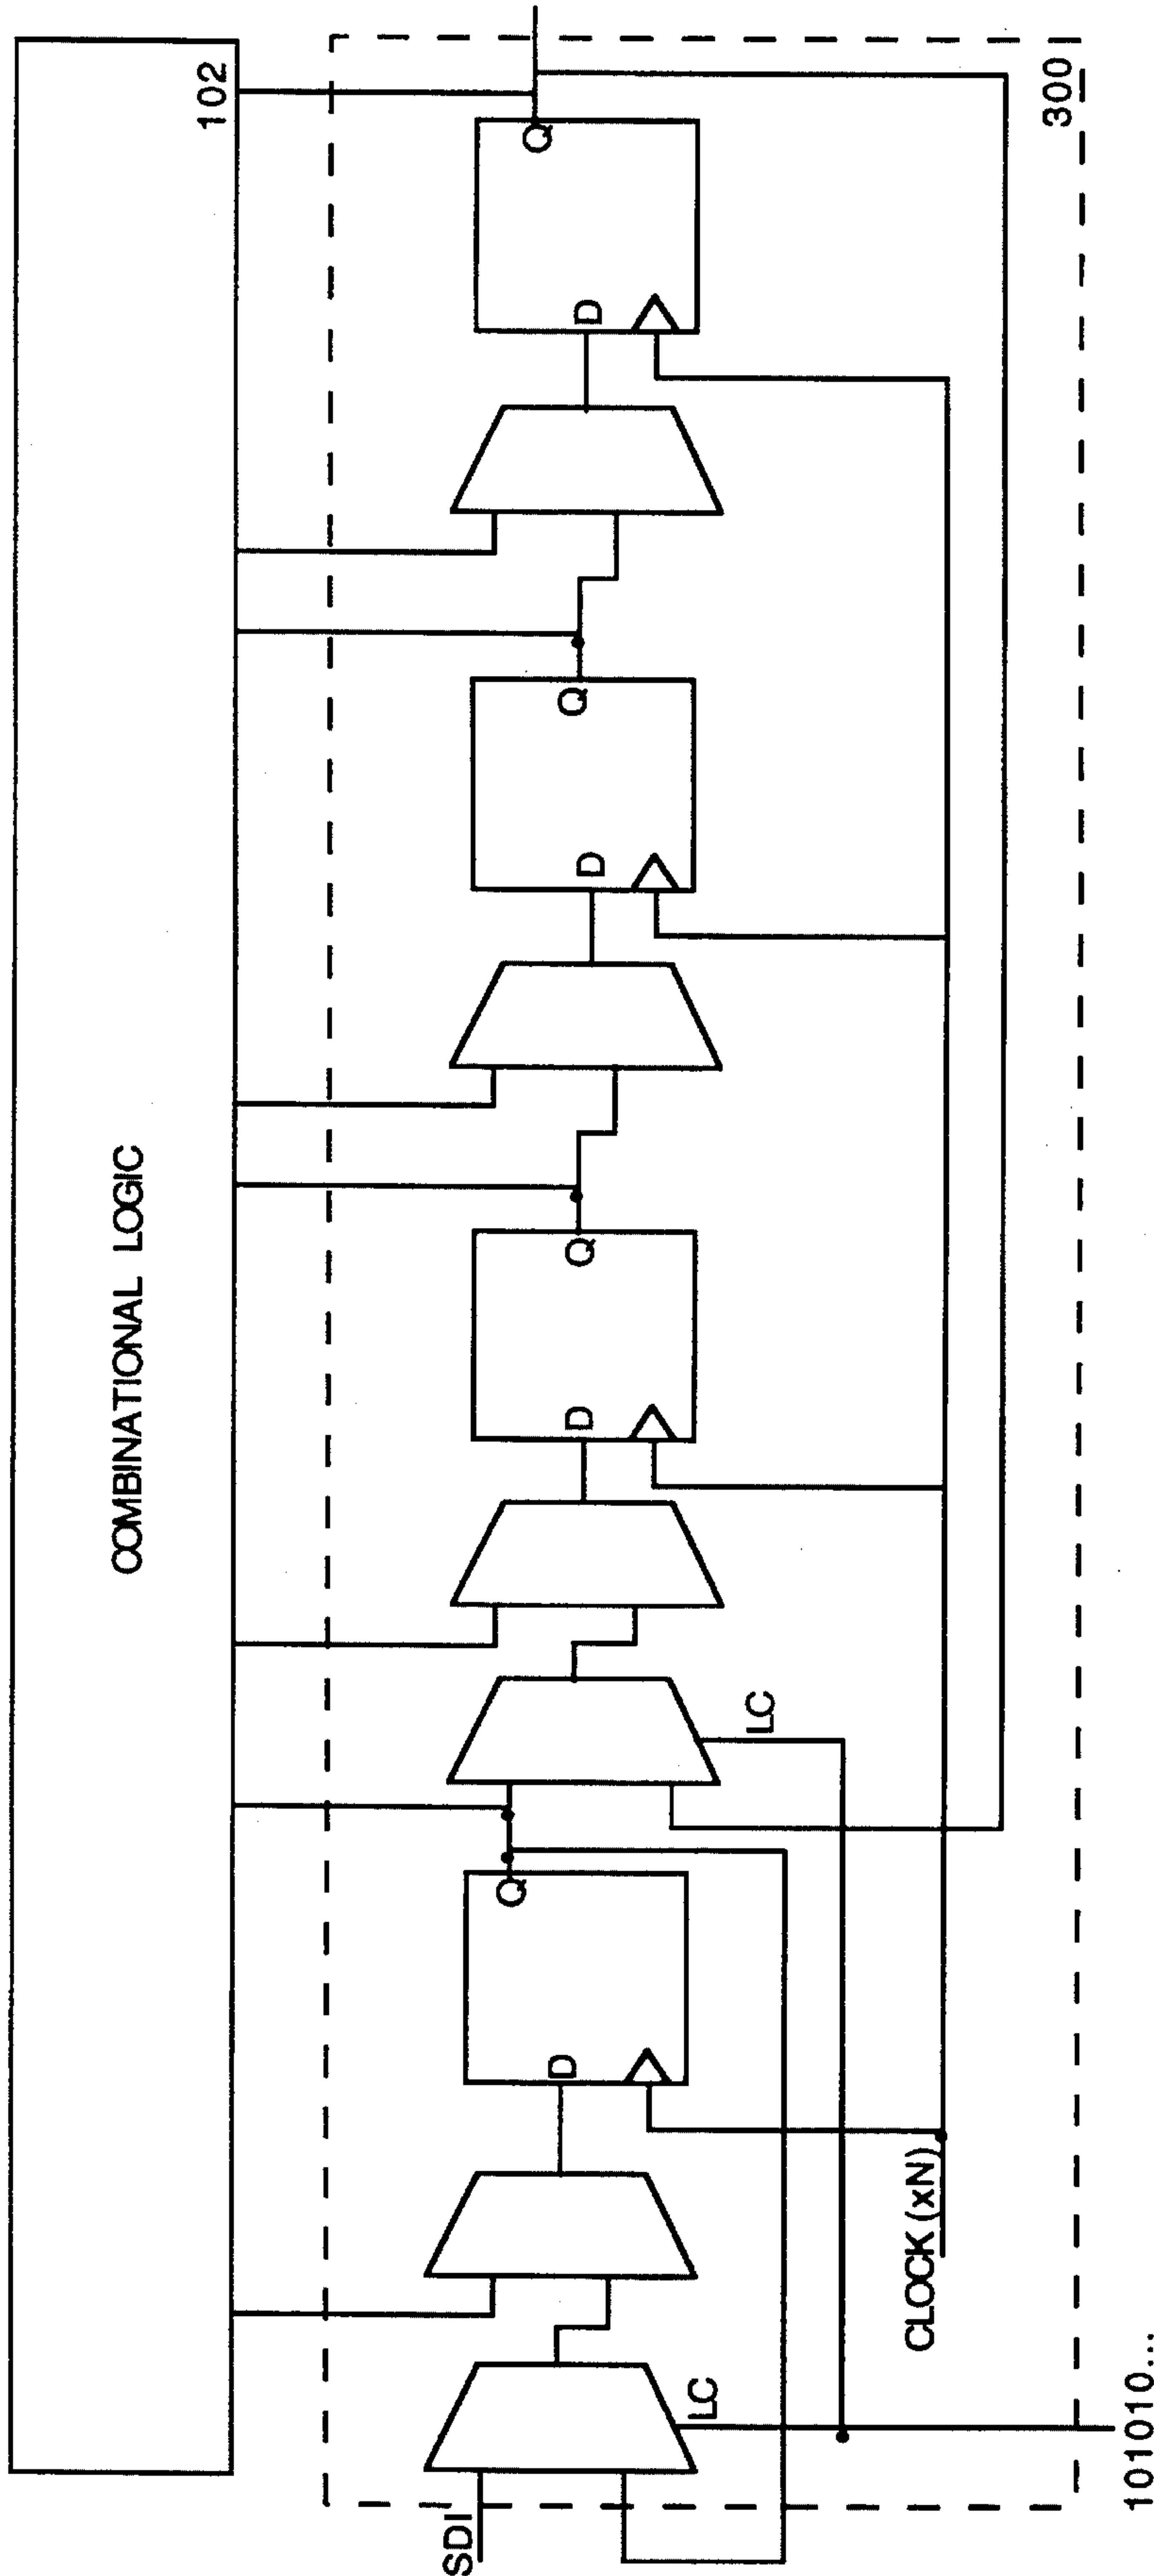 COMBINATIONAL LOGIC
102
SDI
LC
D
Q
LC
D
Q
D
Q
D
Q
CLOCK (xN)
300
101010...